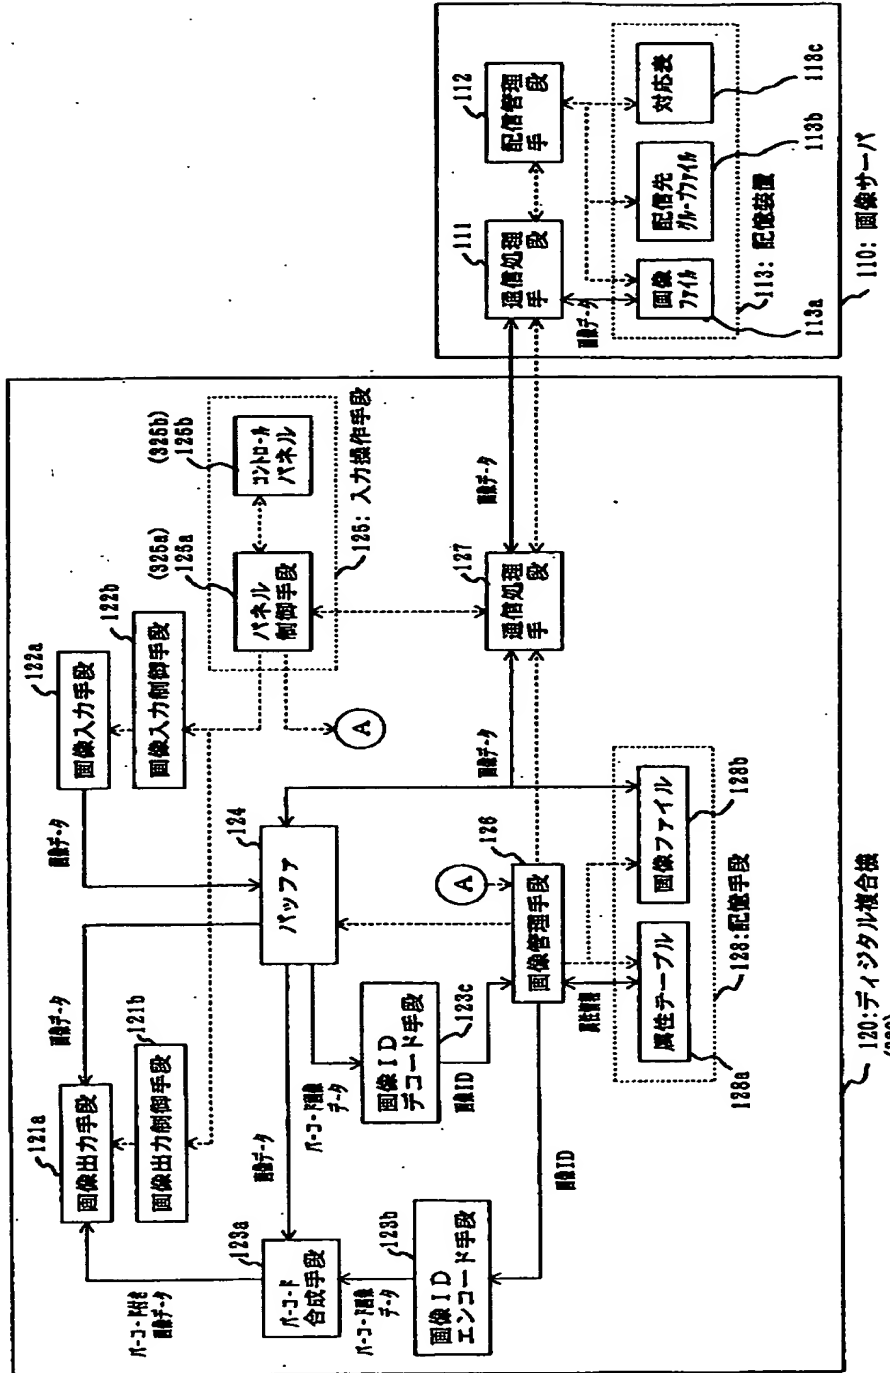 121a
画像出力手段
121b
画像出力制御手段
画像データ
画像データ
122a
画像入力手段
122b
画像入力制御手段
(325a)
125a
パネル
制御手段
(325b)
125b
コントロール
パネル
125: 入力操作手段
A
バーコード付き
画像データ
123a
バーコード
合成手段
画像データ
124
バッファ
バーコード画像
データ
123b
画像ID
エンコード手段
バーコード画像
データ
画像ID
デコード手段
123c
画像ID
画像ID
A
126
画像管理手段
画像データ
127
通信処理
手段
画像データ
属性情報
属性テーブル
128a
画像ファイル
128b
128:記憶手段
120:ディジタル複合機
111
通信処理
手段
112
配信管理
手段
画像データ
画像
ファイル
113a
配信先
グループファイル
113b
対応表
113c
113: 記憶装置
110: 画像サーバ